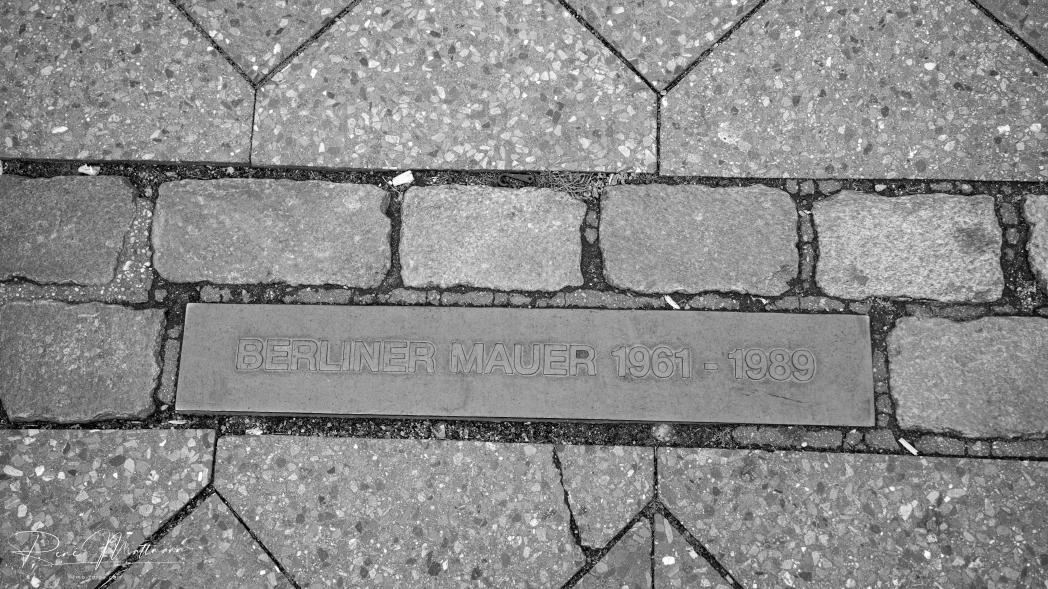 BERLINER MAUER 1961 - 1989